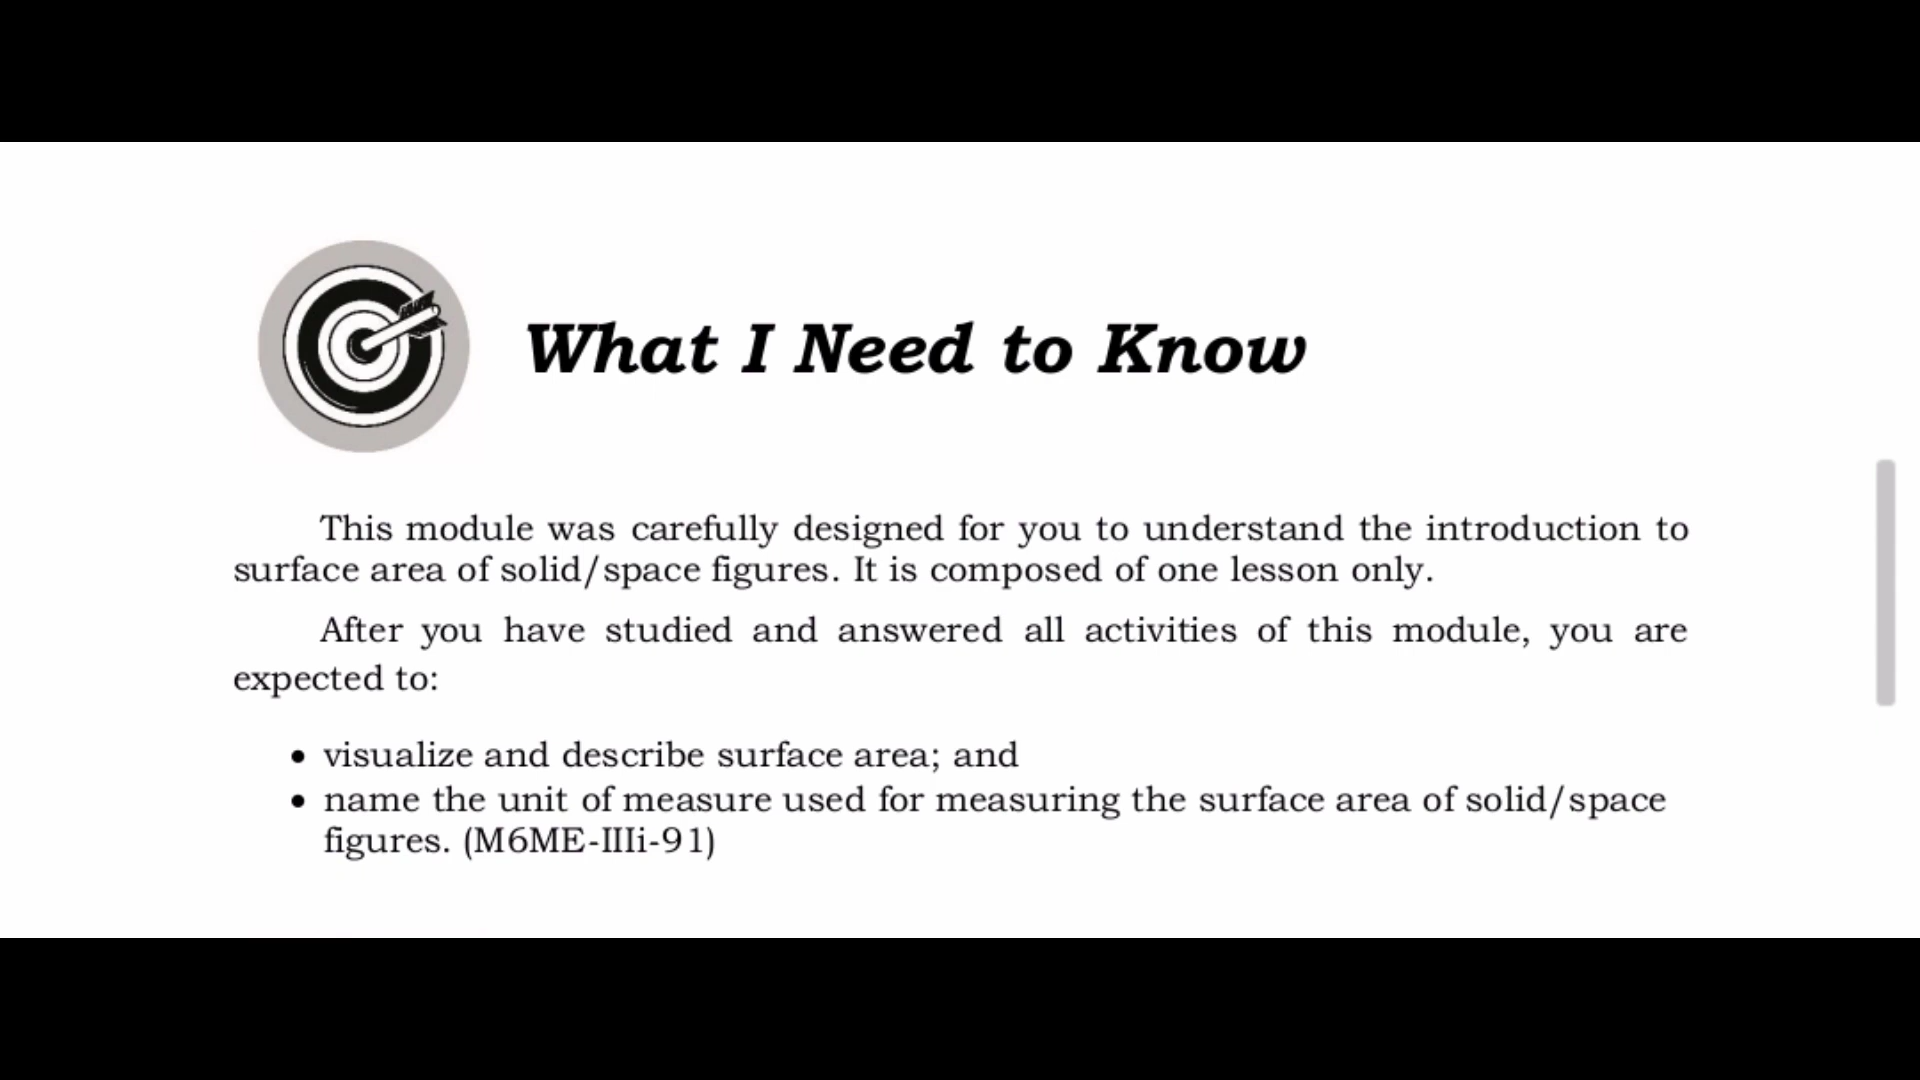 What I Need to Know
This module was carefully designed for you to understand the introduction to
surface area of solid/space figures. It is composed of one lesson only.
After you have studied and answered all activities of this module, you are
expected to:
• visualize and describe surface area; and
• name the unit of measure used for measuring the surface area of solid/space
figures. (M6ME-IIIi-91)